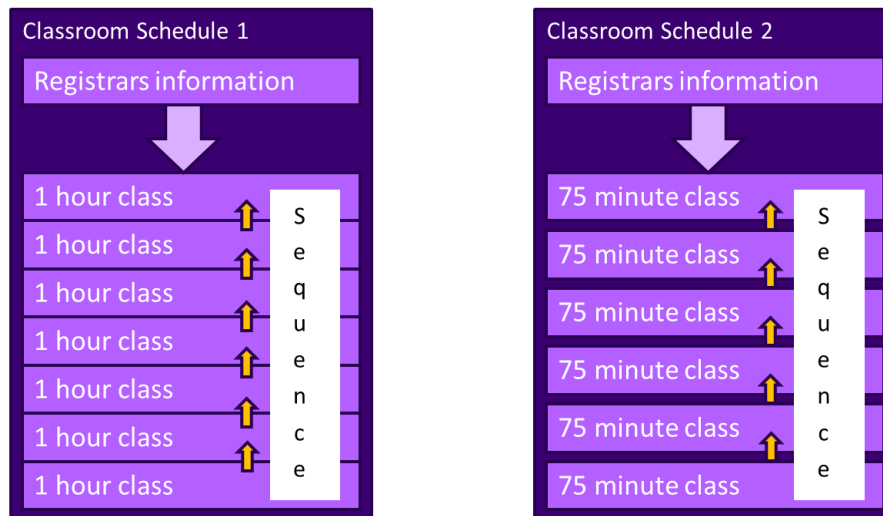 Classroom Schedule 1
Registrars information
1 hour class
1 hour class
1 hour class
1 hour class
1 hour class
1 hour class
1 hour class
Sequence
Classroom Schedule 2
Registrars information
75 minute class
75 minute class
75 minute class
75 minute class
75 minute class
75 minute class
Sequence